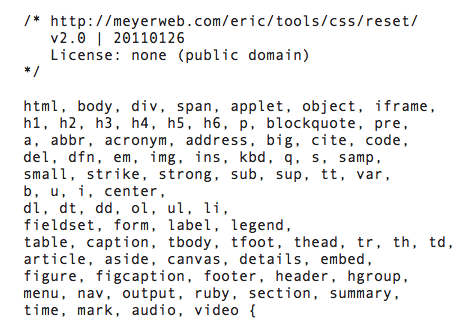 /* http://meyerweb.com/eric/tools/css/reset/
v2.0 | 20110126
License: none (public domain)
*/
html, body, div, span, applet, object, iframe,
h1, h2, h3, h4, h5, h6, p, blockquote, pre,
a, abbr, acronym, address, big, cite, code,
del, dfn, em, img, ins, kbd, q, s, samp,
small, strike, strong, sub, sup, tt, var,
b, u, i, center,
dl, dt, dd, ol, ul, li,
fieldset, form, label, legend,
table, caption, tbody, tfoot, thead, tr, th, td,
article, aside, canvas, details, embed,
figure, figcaption, footer, header, hgroup,
menu, nav, output, ruby, section, summary,
time, mark, audio, video {